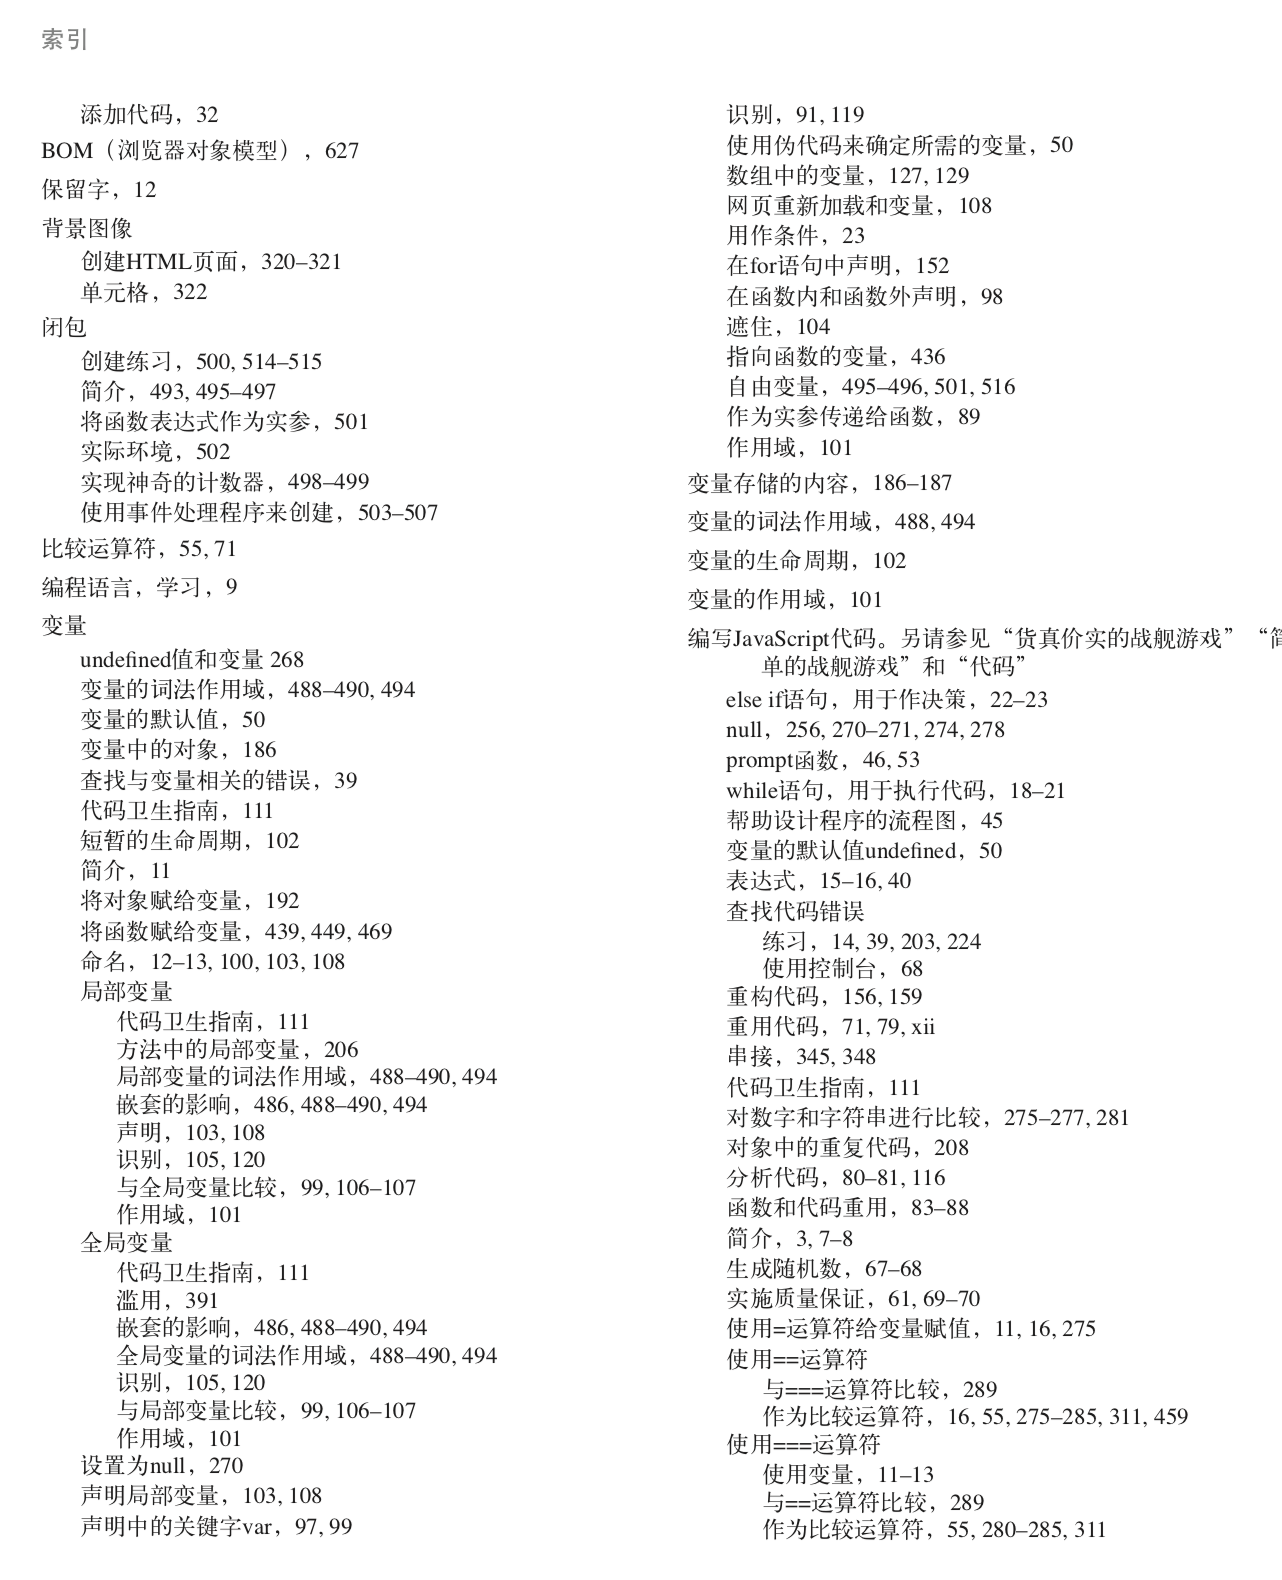 索引
添加代码，32
BOM（浏览器对象模型），627
保留字，12
背景图像
创建HTML页面，320–321
单元格，322
闭包
创建练习，500, 514–515
简介，493, 495–497
将函数表达式作为实参，501
实际环境，502
实现神奇的计数器，498–499
使用事件处理程序来创建，503–507
比较运算符，55, 71
编程语言，学习，9
变量
undefined值和变量 268
变量的词法作用域，488–490, 494
变量的默认值，50
变量中的对象，186
查找与变量相关的错误，39
代码卫生指南，111
短暂的生命周期，102
简介，11
将对象赋给变量，192
将函数赋给变量，439, 449, 469
命名，12–13, 100, 103, 108
局部变量
代码卫生指南，111
方法中的局部变量，206
局部变量的词法作用域，488–490, 494
嵌套的影响，486, 488–490, 494
声明，103, 108
识别，105, 120
与全局变量比较，99, 106–107
作用域，101
全局变量
代码卫生指南，111
滥用，391
嵌套的影响，486, 488–490, 494
全局变量的词法作用域，488–490, 494
识别，105, 120
与局部变量比较，99, 106–107
作用域，101
设置为null，270
声明局部变量，103, 108
声明中的关键字var，97, 99
识别，91, 119
使用伪代码来确定所需的变量，50
数组中的变量，127, 129
网页重新加载和变量，108
用作条件，23
在for语句中声明，152
在函数内和函数外声明，98
遮住，104
指向函数的变量，436
自由变量，495–496, 501, 516
作为实参传递给函数，89
作用域，101
变量存储的内容，186–187
变量的词法作用域，488, 494
变量的生命周期，102
变量的作用域，101
编写JavaScript代码。另请参见“货真价实的战舰游戏”“简
单的战舰游戏”和“代码”
else if语句，用于作决策，22–23
null，256, 270–271, 274, 278
prompt函数，46, 53
while语句，用于执行代码，18–21
帮助设计程序的流程图，45
变量的默认值undefined，50
表达式，15–16, 40
查找代码错误
练习，14, 39, 203, 224
使用控制台，68
重构代码，156, 159
重用代码，71, 79, xii
串接，345, 348
代码卫生指南，111
对数字和字符串进行比较，275–277, 281
对象中的重复代码，208
分析代码，80–81, 116
函数和代码重用，83–88
简介，3, 7–8
生成随机数，67–68
实施质量保证，61, 69–70
使用=运算符给变量赋值，11, 16, 275
使用==运算符
与===运算符比较，289
作为比较运算符，16, 55, 275–285, 311, 459
使用===运算符
使用变量，11–13
与==运算符比较，289
作为比较运算符，55, 280–285, 311